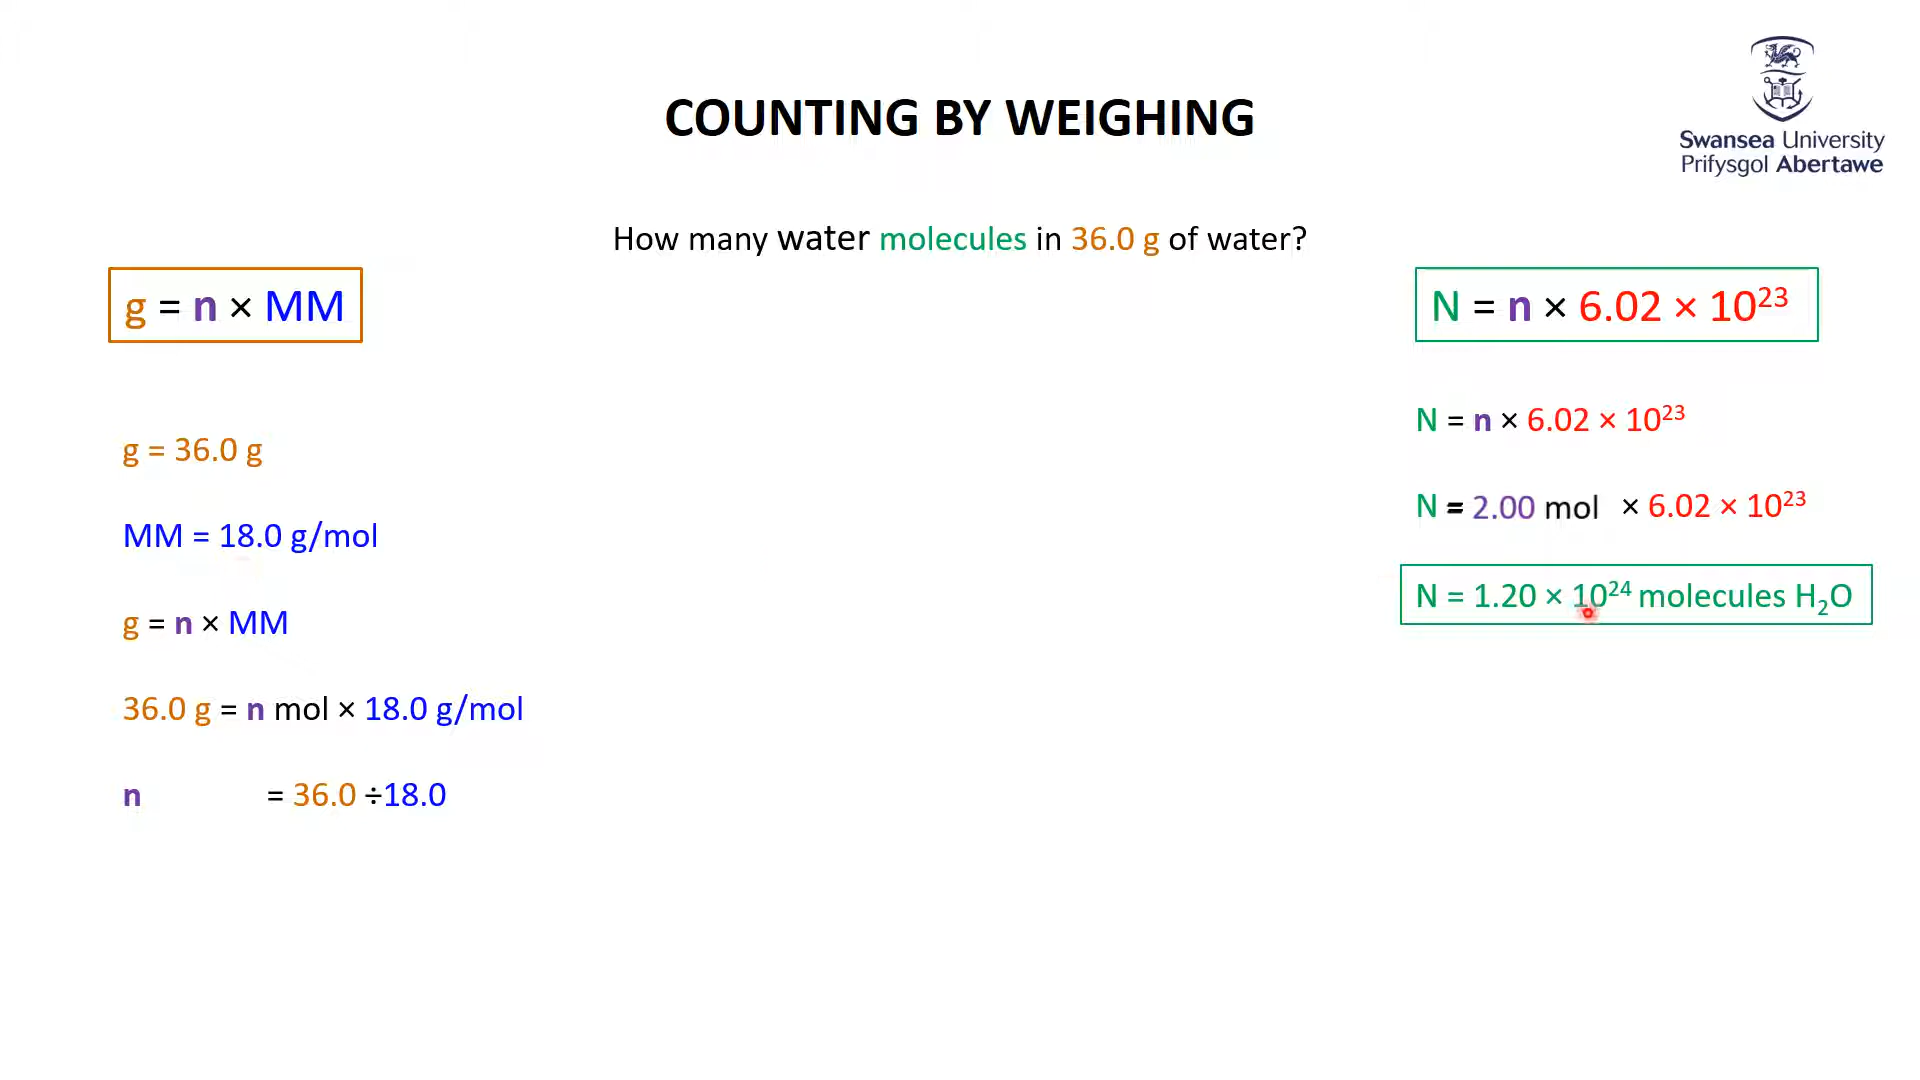 COUNTING BY WEIGHING
Swansea University
Prifysgol Abertawe
How many water molecules in 36.0 g of water?
g = n × MM
g = 36.0 g
MM = 18.0 g/mol
g = n × MM
36.0 g = n mol × 18.0 g/mol
n = 36.0 ÷18.0
N = n × 6.02 × 10²³
N = n × 6.02 × 10²³
N = 2.00 mol × 6.02 × 10²³
N = 1.20 × 10²⁴ molecules H₂O